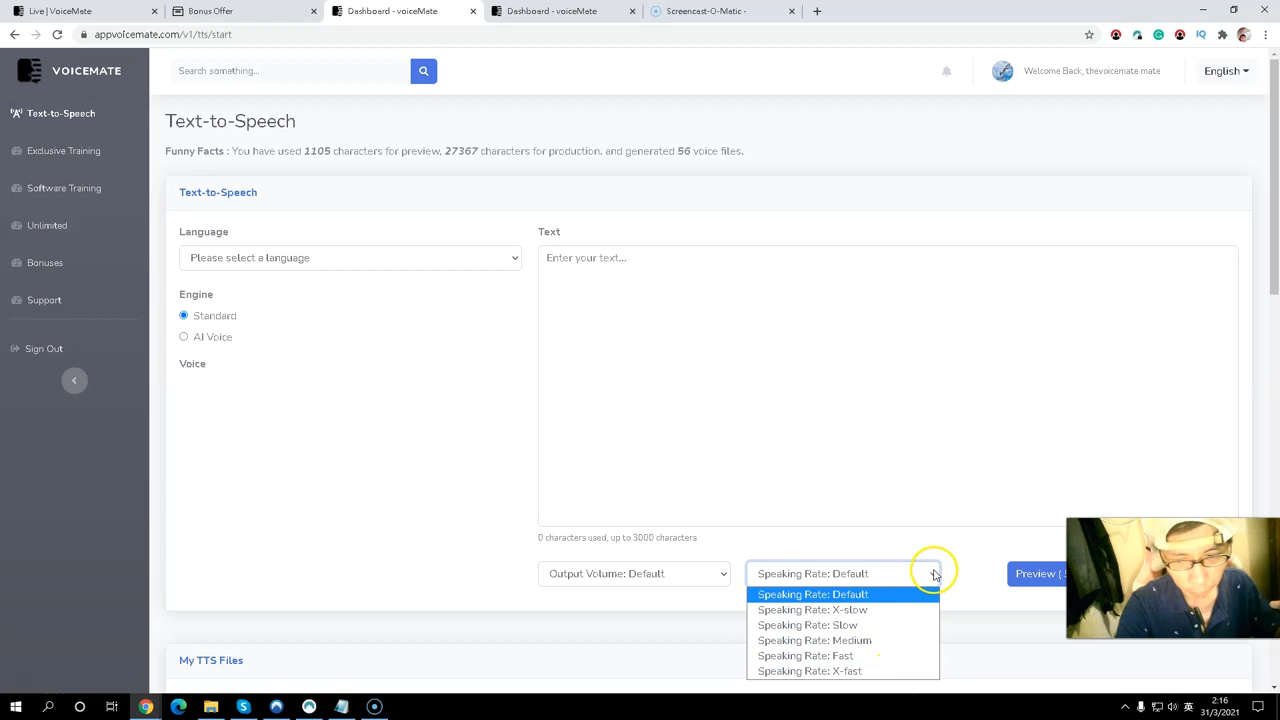 Live | VoiceMate
Bonus Offer
Dashboard - voiceMate
Dashboard - voiceMate
Screencast-O-Matic -
appvoicemate.com/v1/tts/start
VOICEMATE
Search something...
Welcome Back, thevoicemate mate
English
Text-to-Speech
Exclusive Training
Software Training
Unlimited
Bonuses
Support
Sign Out
Text-to-Speech
Funny Facts : You have used 1105 characters for preview, 27367 characters for production, and generated 56 voice files.
Text-to-Speech
Language
Please select a language
Engine
Standard
AI Voice
Voice
Text
Enter your text...
0 characters used, up to 3000 characters
Output Volume: Default
Speaking Rate: Default
Preview (
Speaking Rate: Default
Speaking Rate: X-slow
Speaking Rate: Slow
Speaking Rate: Medium
Speaking Rate: Fast
Speaking Rate: X-fast
My TTS Files
英
2:16
31/3/2021